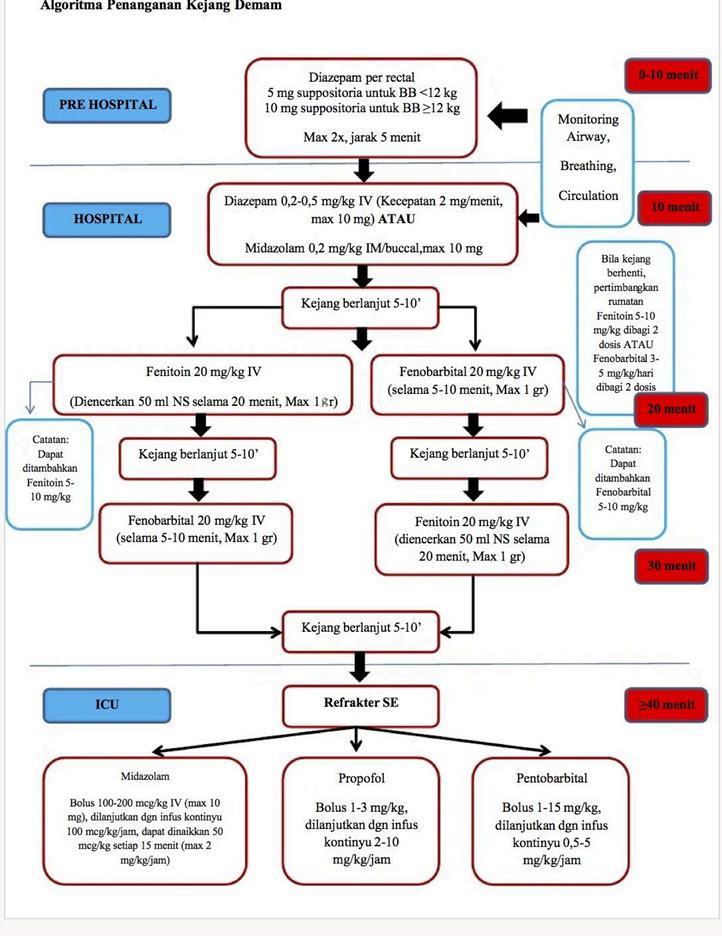 Algoritma Penanganan Kejang Demam
PRE HOSPITAL
Diazepam per rectal
5 mg suppositoria untuk BB <12 kg
10 mg suppositoria untuk BB ≥12 kg
Max 2x, jarak 5 menit
0-10 menit
Monitoring
Airway,
Breathing,
Circulation
HOSPITAL
Diazepam 0,2-0,5 mg/kg IV (Kecepatan 2 mg/menit,
max 10 mg) ATAU
Midazolam 0,2 mg/kg IM/buccal,max 10 mg
10 menit
Kejang berlanjut 5-10’
Bila kejang
berhenti,
pertimbangkan
rumatan
Fenitoin 5-10
mg/kg dibagi 2
dosis ATAU
Fenobarbital 3-
5 mg/kg/hari
dibagi 2 dosis
Fenitoin 20 mg/kg IV
(Diencerkan 50 ml NS selama 20 menit, Max 1gr)
Fenobarbital 20 mg/kg IV
(selama 5-10 menit, Max 1 gr)
20 menit
Catatan:
Dapat
ditambahkan
Fenitoin 5-
10 mg/kg
Kejang berlanjut 5-10’
Kejang berlanjut 5-10’
Catatan:
Dapat
ditambahkan
Fenobarbital
5-10 mg/kg
Fenobarbital 20 mg/kg IV
(selama 5-10 menit, Max 1 gr)
Fenitoin 20 mg/kg IV
(diencerkan 50 ml NS selama
20 menit, Max 1 gr)
30 menit
Kejang berlanjut 5-10’
ICU
Refrakter SE
≥40 menit
Midazolam
Bolus 100-200 mcg/kg IV (max 10
mg), dilanjutkan dgn infus kontinyu
100 mcg/kg/jam, dapat dinaikkan 50
mcg/kg setiap 15 menit (max 2
mg/kg/jam)
Propofol
Bolus 1-3 mg/kg,
dilanjutkan dgn infus
kontinyu 2-10
mg/kg/jam
Pentobarbital
Bolus 1-15 mg/kg,
dilanjutkan dgn infus
kontinyu 0,5-5
mg/kg/jam